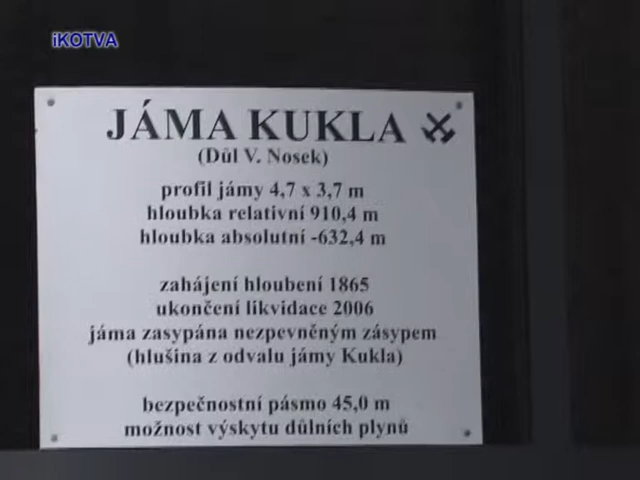 iKOTVA
JÁMA KUKLA
(Důl V. Nosek)
profil jámy 4,7 x 3,7 m
hloubka relativní 910,4 m
hloubka absolutní -632,4 m
zahájení hloubení 1865
ukončení likvidace 2006
jáma zasypána nezpevněným zásypem
(hlušina z odvalu jámy Kukla)
bezpečnostní pásmo 45,0 m
možnost výskytu důlních plynů